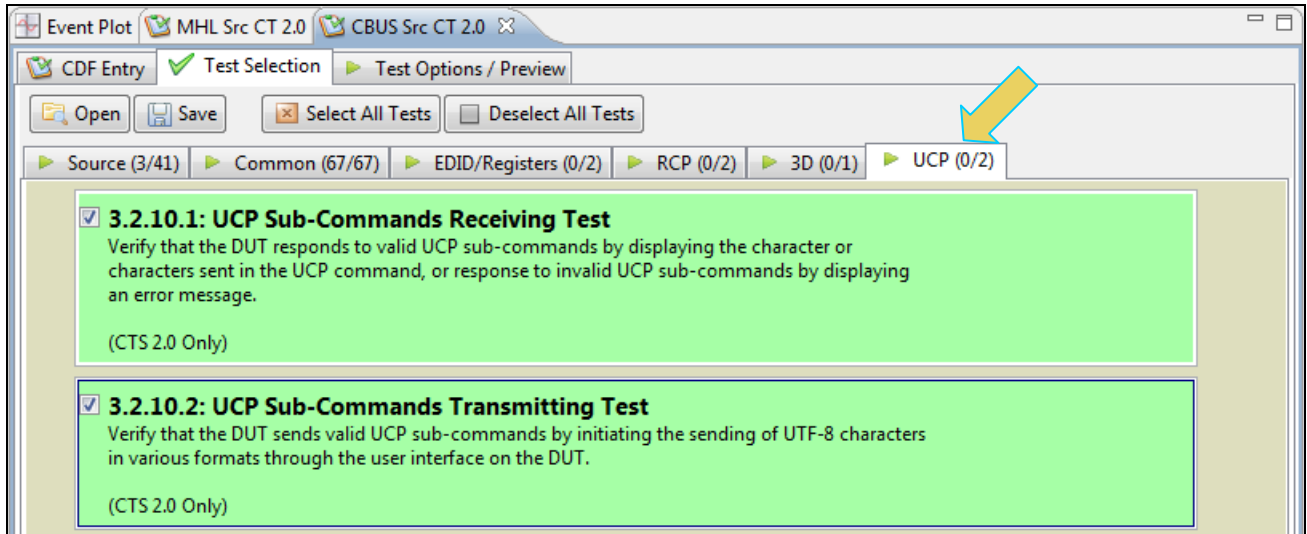 Event Plot MHL Src CT 2.0 CBUS Src CT 2.0
CDF Entry Test Selection Test Options / Preview
Open Save Select All Tests Deselect All Tests
Source (3/41) Common (67/67) EDID/Registers (0/2) RCP (0/2) 3D (0/1) UCP (0/2)
3.2.10.1: UCP Sub-Commands Receiving Test
Verify that the DUT responds to valid UCP sub-commands by displaying the character or
characters sent in the UCP command, or response to invalid UCP sub-commands by displaying
an error message.
(CTS 2.0 Only)
3.2.10.2: UCP Sub-Commands Transmitting Test
Verify that the DUT sends valid UCP sub-commands by initiating the sending of UTF-8 characters
in various formats through the user interface on the DUT.
(CTS 2.0 Only)